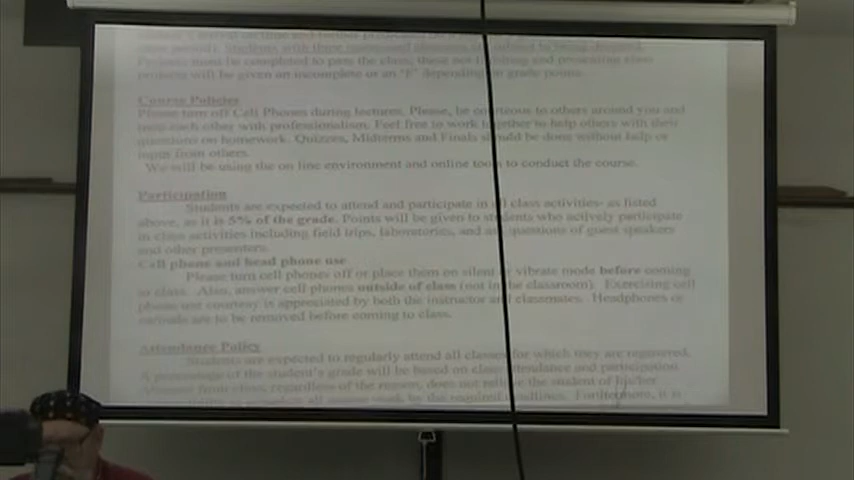 must be completed to pass the class, those not finishing and presenting
will be given an incomplete or an "F" depending on grade points.
Course Policies
Please turn off Cell Phones during lectures. Please, be courteous to others around you and
treat each other with professionalism. Feel free to work together to help others with their
questions on homework. Quizzes, Midterms and Finals should be done without help or
input from others.
We will be using the on line environment and online tools to conduct the course.
Participation
Students are expected to attend and participate in all class activities- as listed
above, as it is 5% of the grade. Points will be given to students who actively participate
in class activities including field trips, laboratories, and ask questions of guest speakers
and other presenters.
Cell phone and head phone use
Please turn cell phones off or place them on silent or vibrate mode before coming
to class. Also, answer cell phones outside of class (not in the classroom). Exercising cell
phone use courtesy is appreciated by both the instructor and classmates. Headphones or
earbuds are to be removed before coming to class.
Attendance Policy
Students are expected to regularly attend all classes for which they are registered.
A percentage of the student's grade will be based on class attendance and participation.
Absence from class, regardless of the reason, does not relieve the student of his/her
all course work by the required deadlines. Furthermore, it is